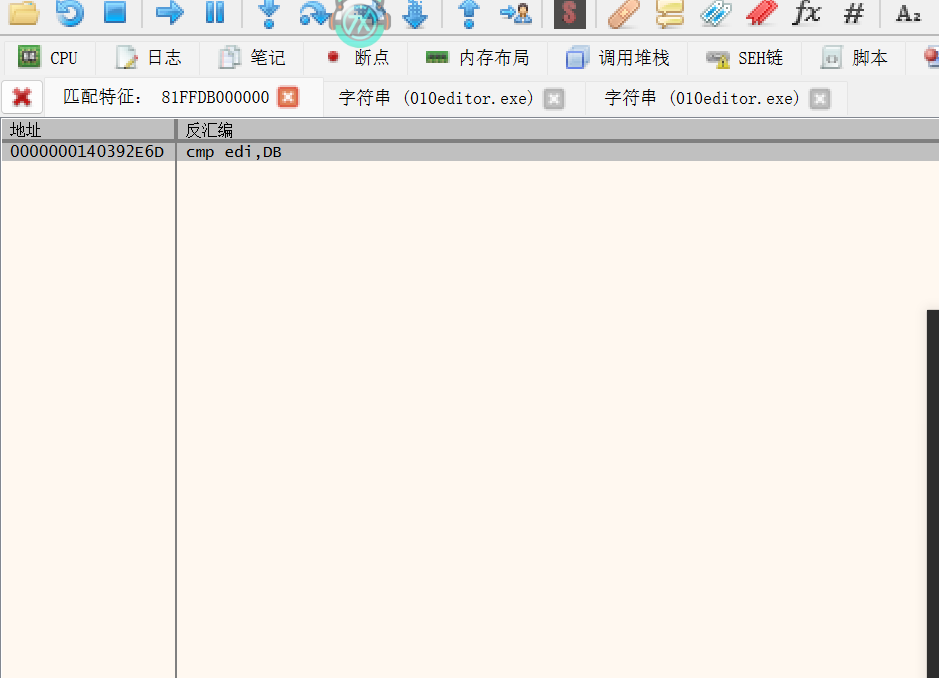 $ fx # A₂
CPU 日志 笔记 断点 内存布局 调用堆栈 SEH链 脚本
匹配特征: 81FFDB000000 字符串 (010editor.exe) 字符串 (010editor.exe)
地址 反汇编
0000000140392E6D cmp edi,DB